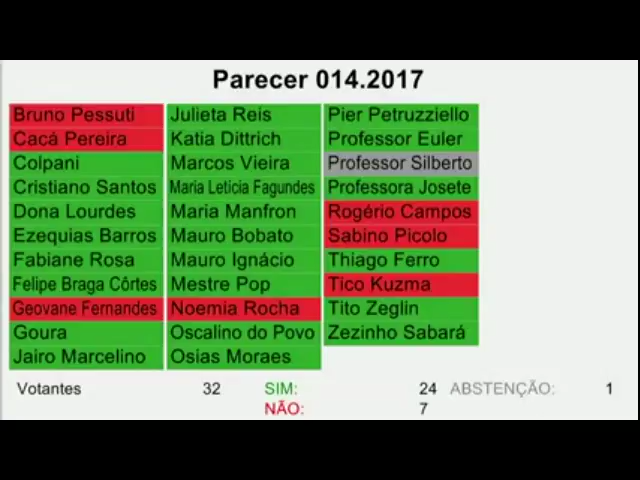 Parecer 014.2017
Bruno Pessuti Julieta Reis Pier Petruzziello
Cacá Pereira Katia Dittrich Professor Euler
Colpani Marcos Vieira Professor Silberto
Cristiano Santos Maria Leticia Fagundes Professora Josete
Dona Lourdes Maria Manfron Rogério Campos
Ezequias Barros Mauro Bobato Sabino Picolo
Fabiane Rosa Mauro Ignácio Thiago Ferro
Felipe Braga Côrtes Mestre Pop Tico Kuzma
Geovane Fernandes Noemia Rocha Tito Zeglin
Goura Oscalino do Povo Zezinho Sabará
Jairo Marcelino Osias Moraes
Votantes 32 SIM: 24 ABSTENÇÃO: 1
NÃO: 7